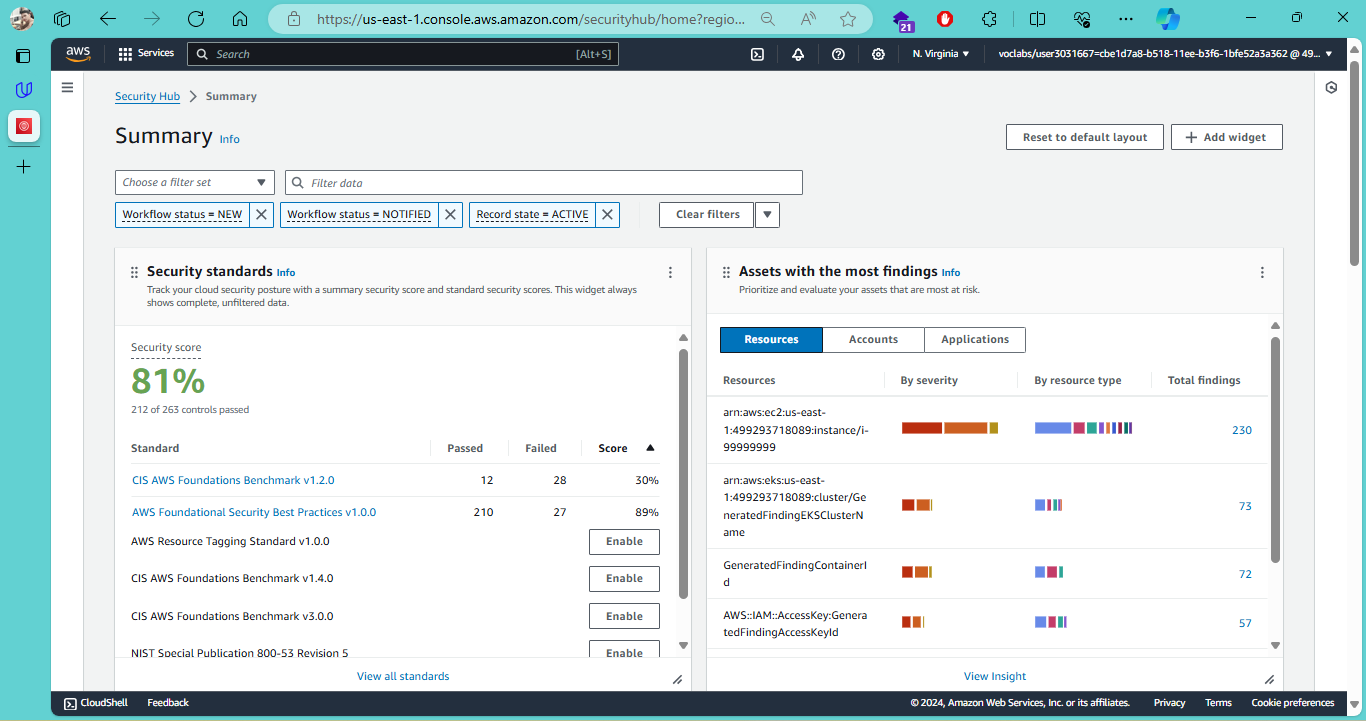 https://us-east-1.console.aws.amazon.com/securityhub/home?regio...
21
aws
Services
Search
[Alt+S]
N. Virginia
voclabs/user3031667=cbe1d7a8-b518-11ee-b3f6-1bfe52a3a362 @ 49...
Security Hub
Summary
Summary
Info
Reset to default layout
Add widget
Choose a filter set
Filter data
Workflow status = NEW
Workflow status = NOTIFIED
Record state = ACTIVE
Clear filters
Security standards Info
Track your cloud security posture with a summary security score and standard security scores. This widget always
shows complete, unfiltered data.
Security score
81%
212 of 263 controls passed
Standard Passed Failed Score
CIS AWS Foundations Benchmark v1.2.0 12 28 30%
AWS Foundational Security Best Practices v1.0.0 210 27 89%
AWS Resource Tagging Standard v1.0.0 Enable
CIS AWS Foundations Benchmark v1.4.0 Enable
CIS AWS Foundations Benchmark v3.0.0 Enable
NIST Special Publication 800-53 Revision 5 Enable
View all standards
Assets with the most findings Info
Prioritize and evaluate your assets that are most at risk.
Resources Accounts Applications
Resources By severity By resource type Total findings
arn:aws:ec2:us-east-
1:499293718089:instance/i-
99999999
230
arn:aws:eks:us-east-
1:499293718089:cluster/Ge
neratedFindingEKSClusterN
ame
73
GeneratedFindingContainerI
d
72
AWS::IAM::AccessKey:Genera
tedFindingAccessKeyId
57
View Insight
CloudShell
Feedback
© 2024, Amazon Web Services, Inc. or its affiliates.
Privacy
Terms
Cookie preferences